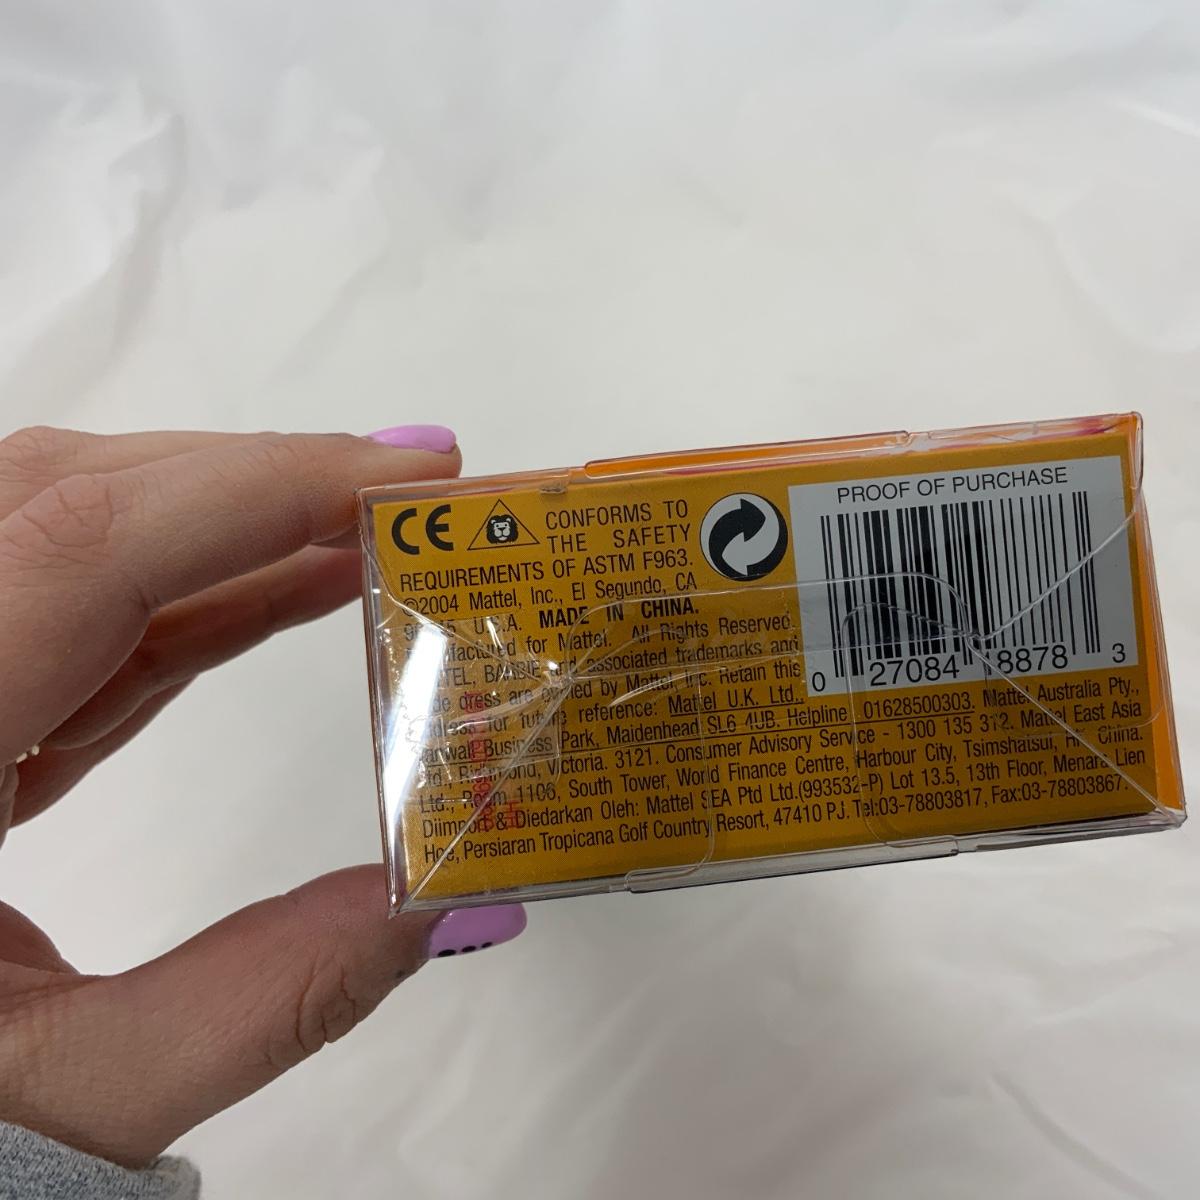 CE
CONFORMS TO
THE SAFETY
REQUIREMENTS OF ASTM F963.
©2004 Mattel, Inc., El Segundo, CA
U.S.A. MADE IN CHINA.
for Mattel. All Rights Reserved.
BARBIE and associated trademarks and
dress are owned by Mattel, Inc. Retain this
for future reference: Mattel U.K. Ltd.,
Business Park, Maidenhead SL6 4UB. Helpline 01628500303. Mattel Australia Pty.,
Ltd., Richmond, Victoria. 3121. Consumer Advisory Service - 1300 135 312. Mattel East Asia
Ltd., Room 1106, South Tower, World Finance Centre, Harbour City, Tsimshatsui, HK, China.
Diimport & Diedarkan Oleh: Mattel SEA Ptd Ltd.(993532-P) Lot 13.5, 13th Floor, Menara Lien
Hoe, Persiaran Tropicana Golf Country Resort, 47410 PJ. Tel:03-78803817, Fax:03-78803867.
PROOF OF PURCHASE
0 27084 18878 3